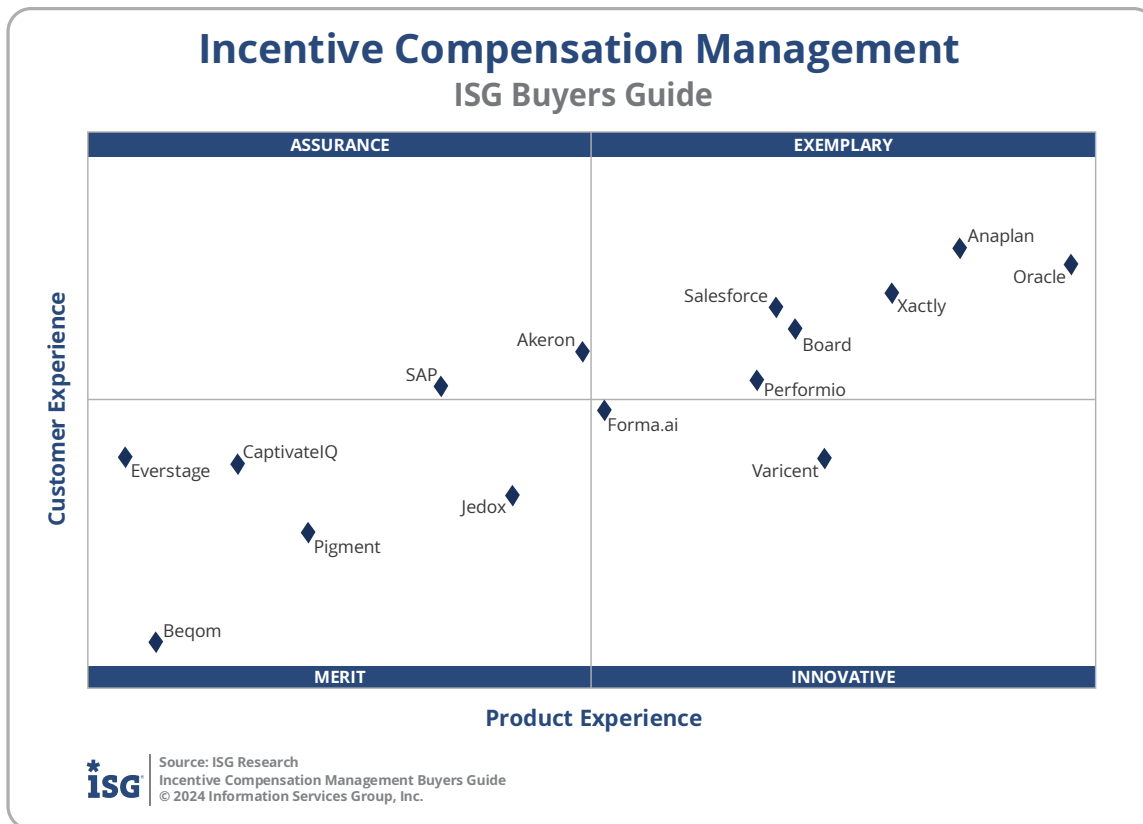 Incentive Compensation Management
ISG Buyers Guide
ASSURANCE
EXEMPLARY
Anaplan
Oracle
Salesforce
Xactly
Akeron
Board
SAP
Performio
Forma.ai
CaptivateIQ
Everstage
Varicent
Jedox
Pigment
Beqom
MERIT
INNOVATIVE
Customer Experience
Product Experience
ISG
Source: ISG Research
Incentive Compensation Management Buyers Guide
© 2024 Information Services Group, Inc.